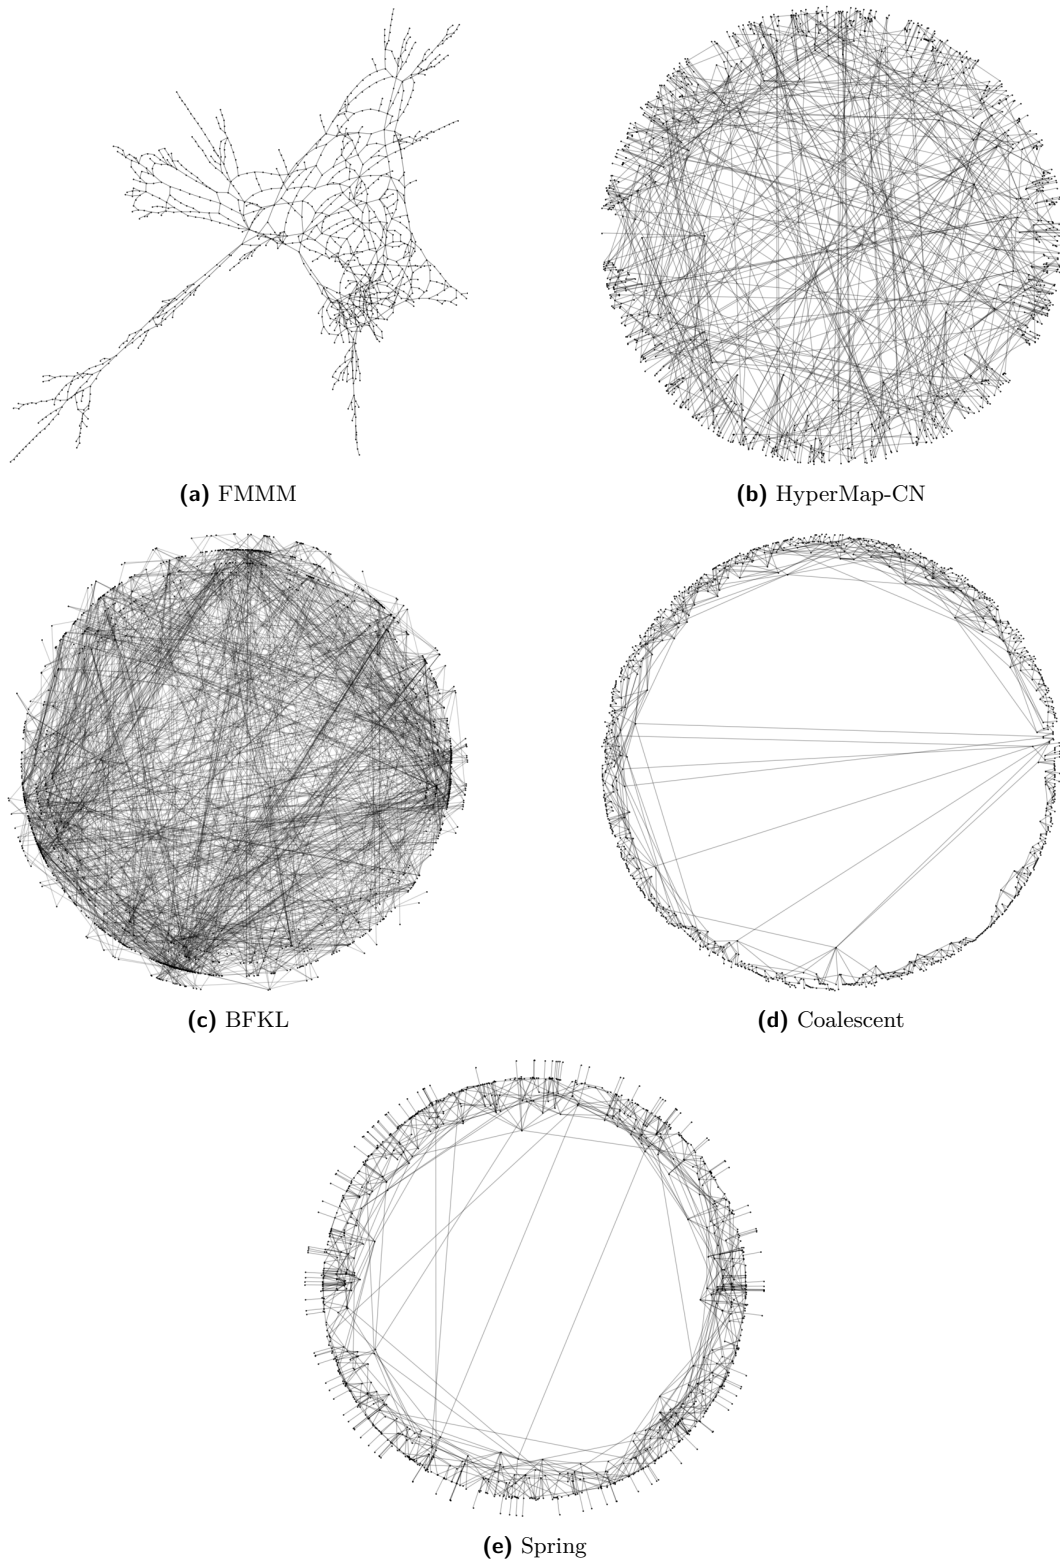 (a) FMMM
(b) HyperMap-CN
(c) BFKL
(d) Coalescent
(e) Spring